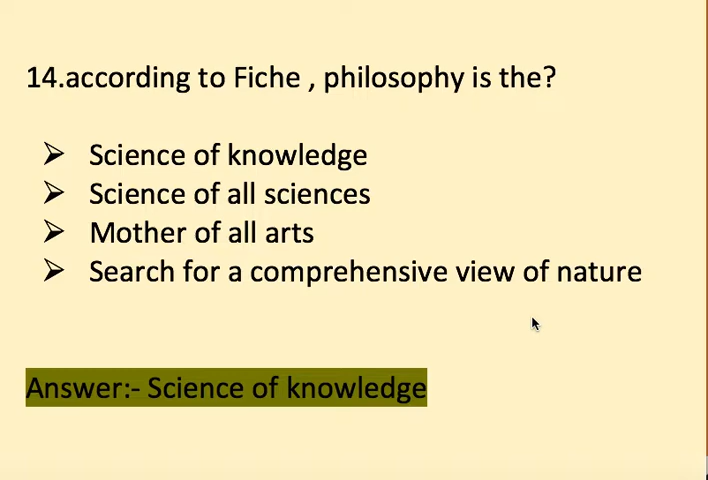 14.according to Fiche , philosophy is the?
➢ Science of knowledge
➢ Science of all sciences
➢ Mother of all arts
➢ Search for a comprehensive view of nature
Answer:- Science of knowledge